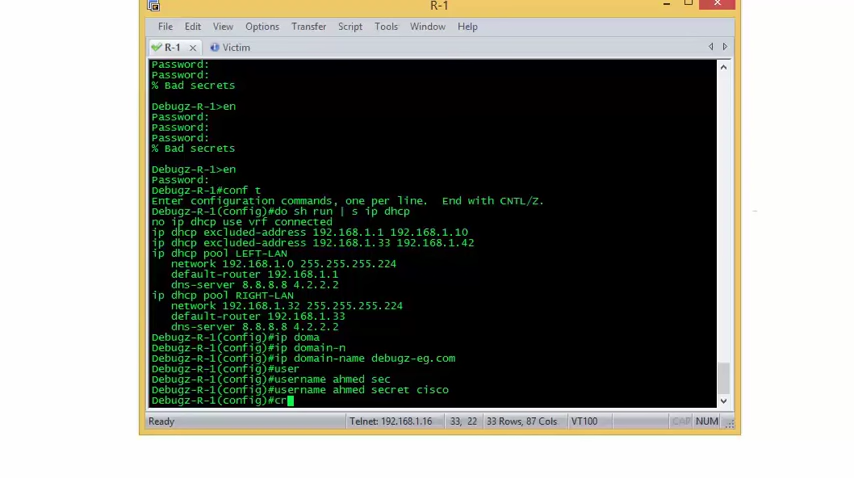 R-1
File Edit View Options Transfer Script Tools Window Help
R-1 Victim
Password:
Password:
% Bad secrets
Debugz-R-1>en
Password:
Password:
Password:
% Bad secrets
Debugz-R-1>en
Password:
Debugz-R-1#conf t
Enter configuration commands, one per line.  End with CNTL/Z.
Debugz-R-1(config)#do sh run | s ip dhcp
no ip dhcp use vrf connected
ip dhcp excluded-address 192.168.1.1 192.168.1.10
ip dhcp excluded-address 192.168.1.33 192.168.1.42
ip dhcp pool LEFT-LAN
   network 192.168.1.0 255.255.255.224
   default-router 192.168.1.1
   dns-server 8.8.8.8 4.2.2.2
ip dhcp pool RIGHT-LAN
   network 192.168.1.32 255.255.255.224
   default-router 192.168.1.33
   dns-server 8.8.8.8 4.2.2.2
Debugz-R-1(config)#ip doma
Debugz-R-1(config)#ip domain-n
Debugz-R-1(config)#ip domain-name debugz-eg.com
Debugz-R-1(config)#user
Debugz-R-1(config)#username ahmed sec
Debugz-R-1(config)#username ahmed secret cisco
Debugz-R-1(config)#cr
Ready Telnet: 192.168.1.16 33, 22 33 Rows, 87 Cols VT100 CAP NUM